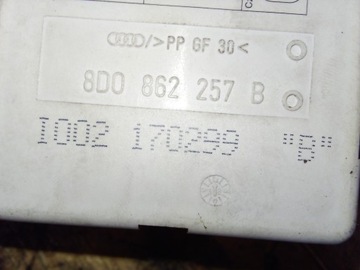 >PP GF 30<
8D0 862 257 B
I002 170299 "B"